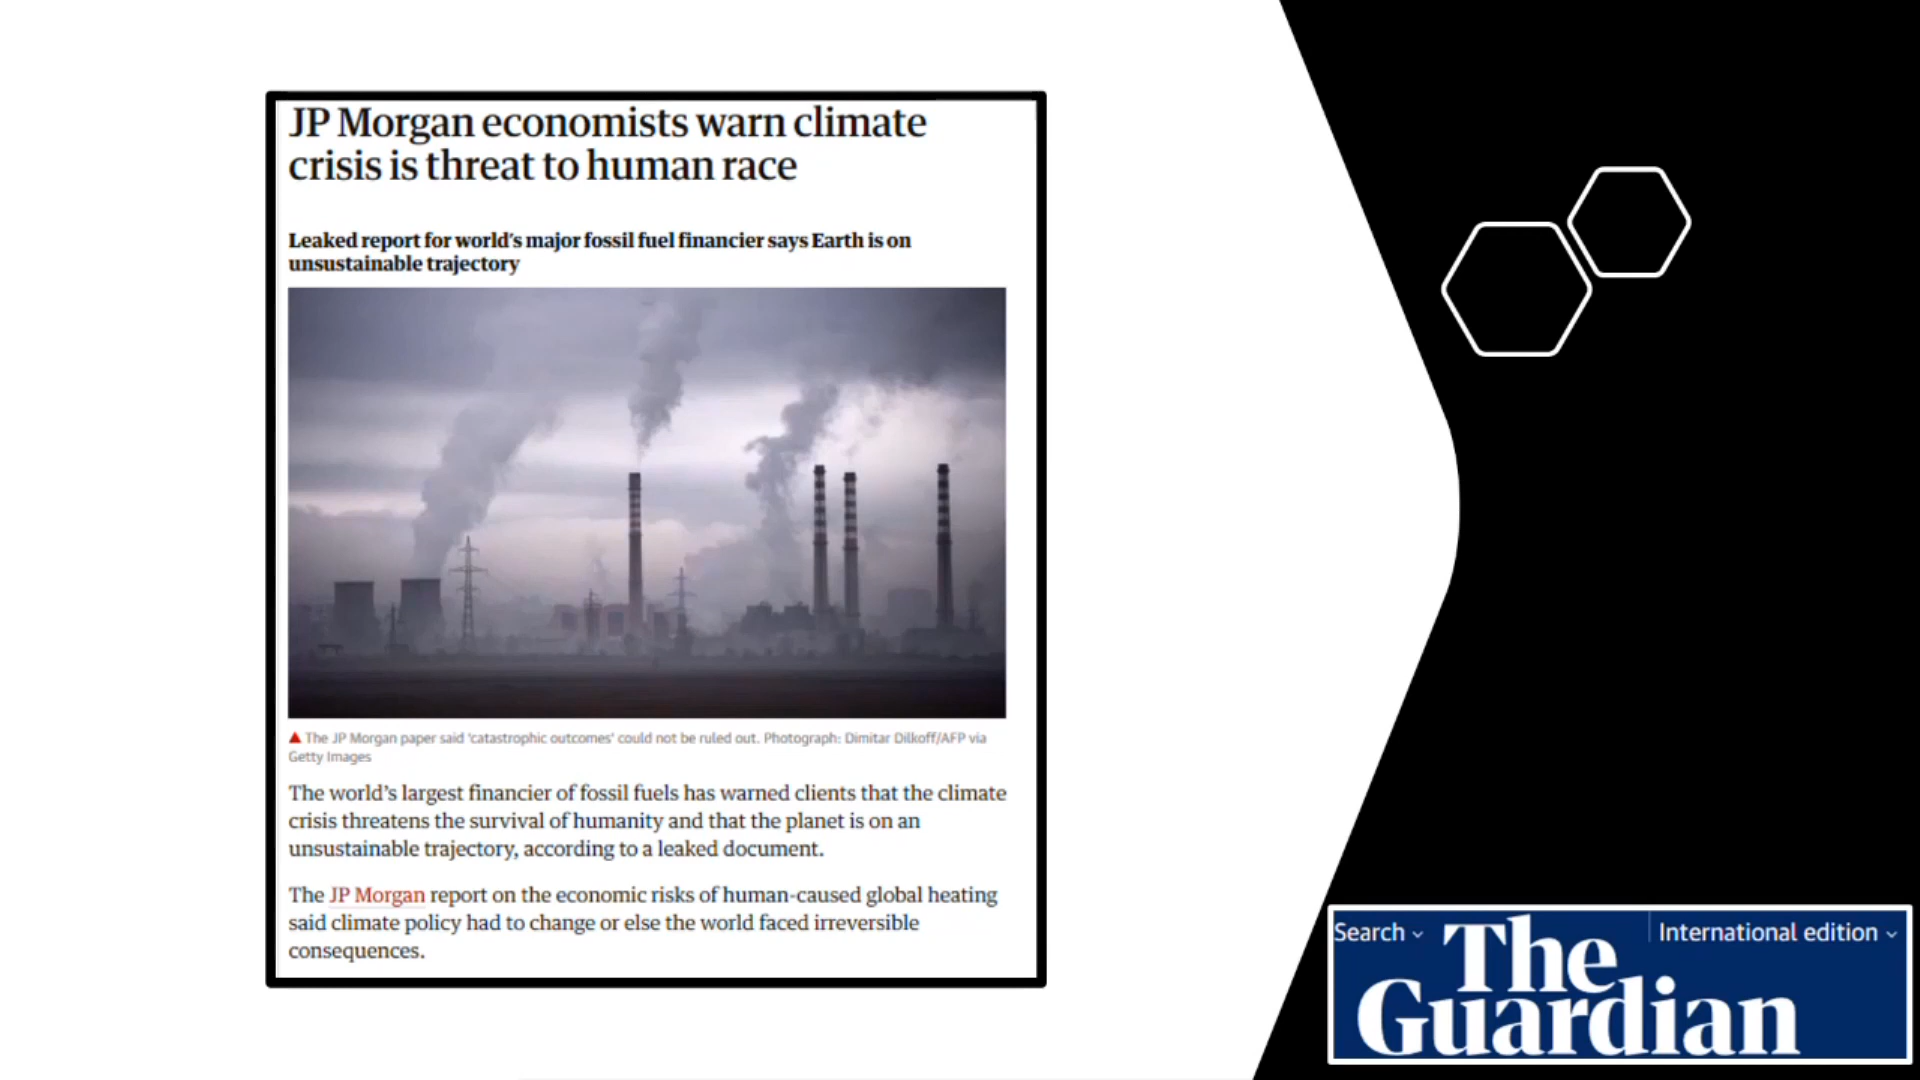 JP Morgan economists warn climate
crisis is threat to human race
Leaked report for world's major fossil fuel financier says Earth is on
unsustainable trajectory
The JP Morgan paper said 'catastrophic outcomes' could not be ruled out. Photograph: Dimitar Dilkoff/AFP via
Getty Images
The world's largest financier of fossil fuels has warned clients that the climate
crisis threatens the survival of humanity and that the planet is on an
unsustainable trajectory, according to a leaked document.
The JP Morgan report on the economic risks of human-caused global heating
said climate policy had to change or else the world faced irreversible
consequences.
Search
International edition
The
Guardian